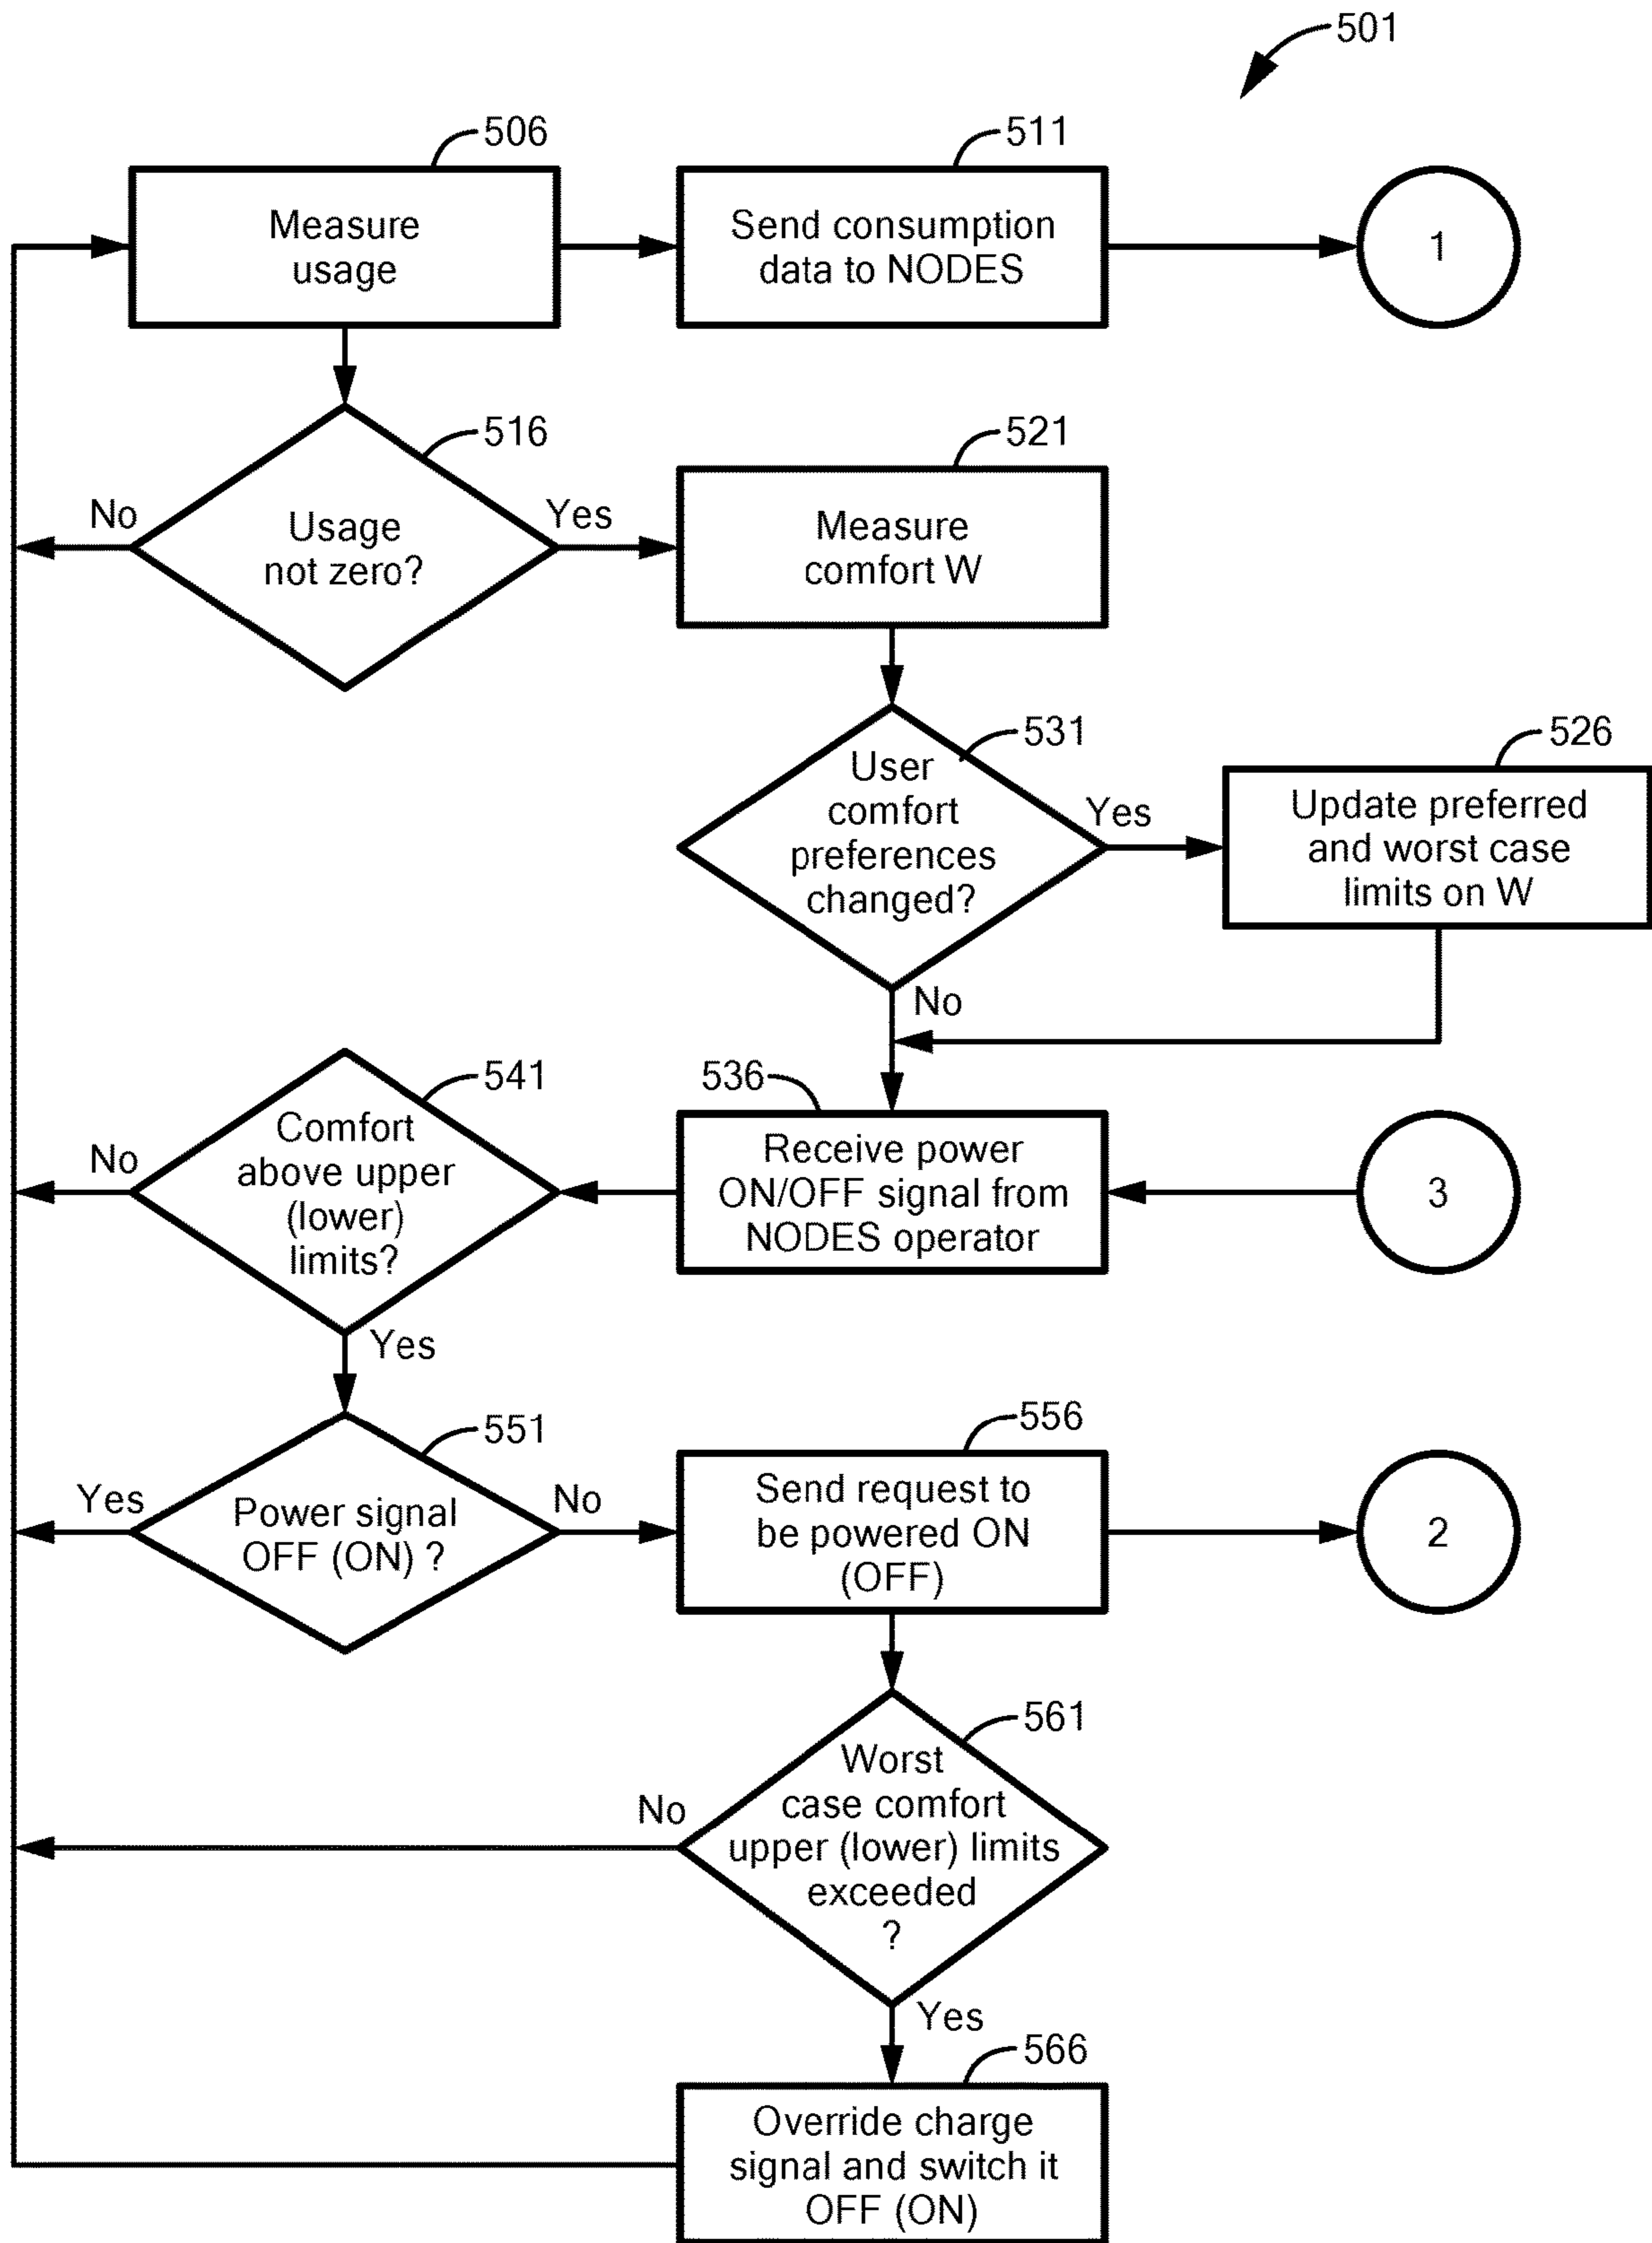 501
506
511
Measure
usage
Send consumption
data to NODES
1
516
521
No
Usage
not zero?
Yes
Measure
comfort W
531
526
User
comfort
preferences
changed?
Yes
Update preferred
and worst case
limits on W
No
541
536
No
Comfort
above upper
(lower)
limits?
Receive power
ON/OFF signal from
NODES operator
3
Yes
551
556
Yes
Power signal
OFF (ON) ?
No
Send request to
be powered ON
(OFF)
2
561
No
Worst
case comfort
upper (lower) limits
exceeded
?
Yes
566
Override charge
signal and switch it
OFF (ON)